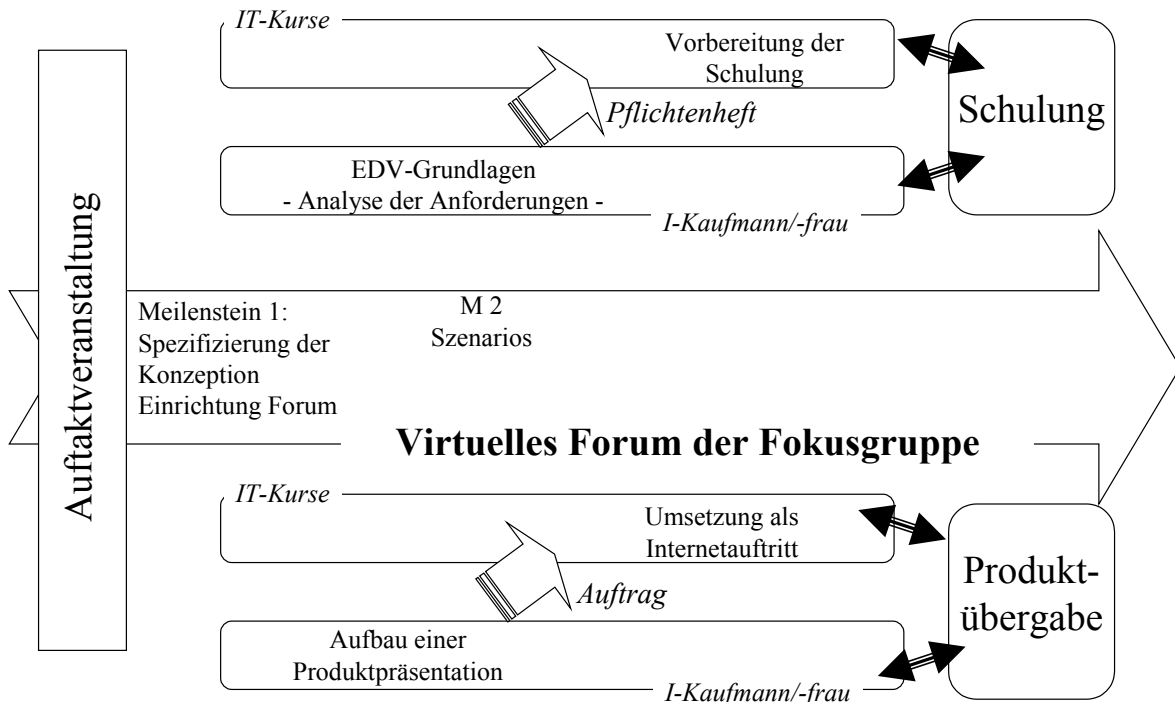 IT-Kurse
Vorbereitung der
Schulung
Pflichtenheft
EDV-Grundlagen
- Analyse der Anforderungen -
I-Kaufmann/-frau
Schulung
Auftaktveranstaltung
Meilenstein 1:
Spezifizierung der
Konzeption
Einrichtung Forum
M 2
Szenarios
Virtuelles Forum der Fokusgruppe
IT-Kurse
Umsetzung als
Internetauftritt
Auftrag
Aufbau einer
Produktpräsentation
I-Kaufmann/-frau
Produkt-
übergabe